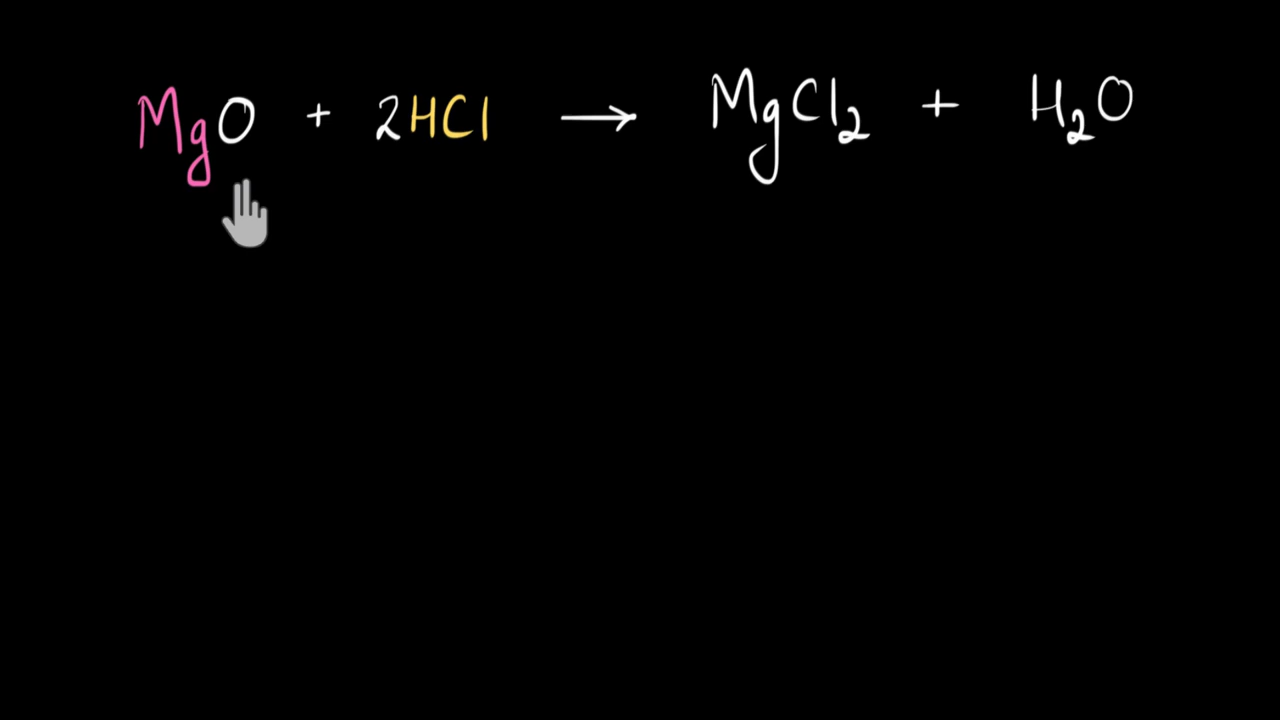 MgO + 2HCl → MgCl₂ + H₂O